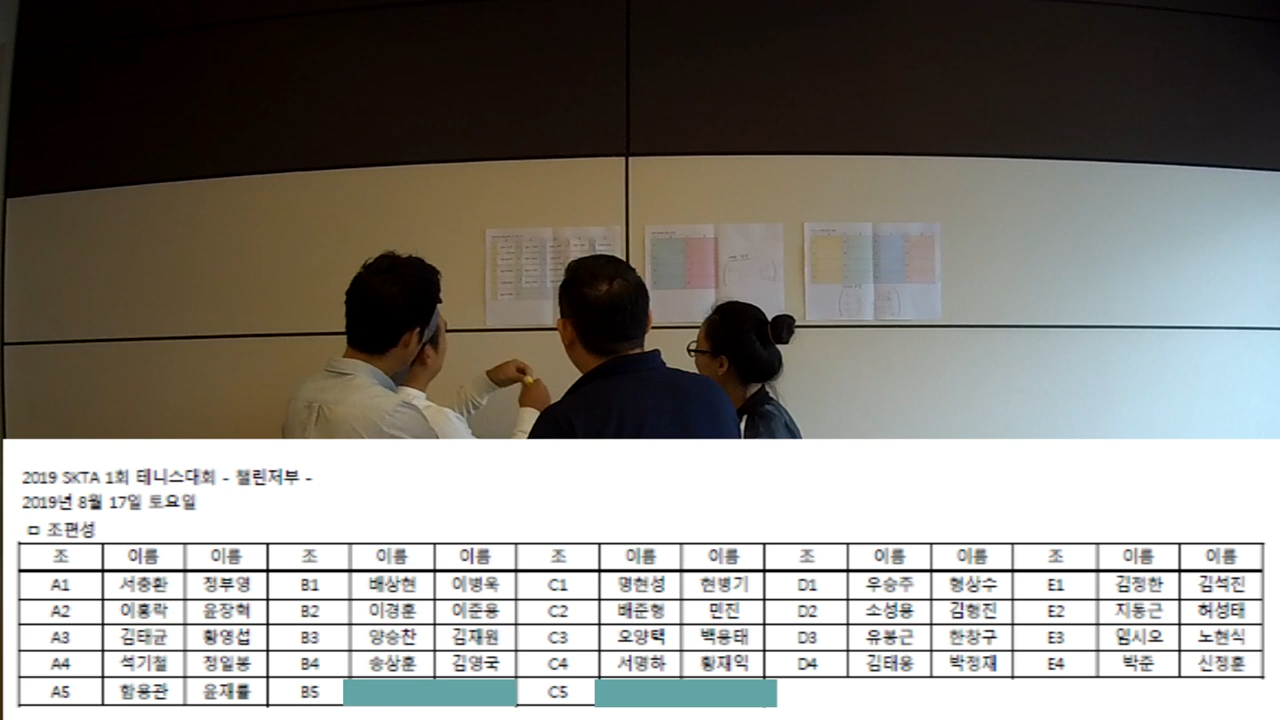 2019 SKTA 1회 테니스대회 - 챌린저부 -
2019년 8월 17일 토요일
ㅁ 조편성
조 이름 이름 조 이름 이름 조 이름 이름 조 이름 이름 조 이름 이름
A1 서충환 정부영 B1 배상현 이병욱 C1 명현성 현병기 D1 우승주 형상수 E1 김정한 김석진
A2 이홍락 윤장혁 B2 이경훈 이준용 C2 배준형 민진 D2 소성용 김형진 E2 지동근 허성태
A3 김태균 황영섭 B3 양승찬 김재원 C3 오양택 백용태 D3 유봉근 한창구 E3 임시오 노현식
A4 석기철 정일봉 B4 송상훈 김영국 C4 서명하 황재익 D4 김태웅 박정재 E4 박준 신정훈
A5 함용관 윤재률 B5 C5